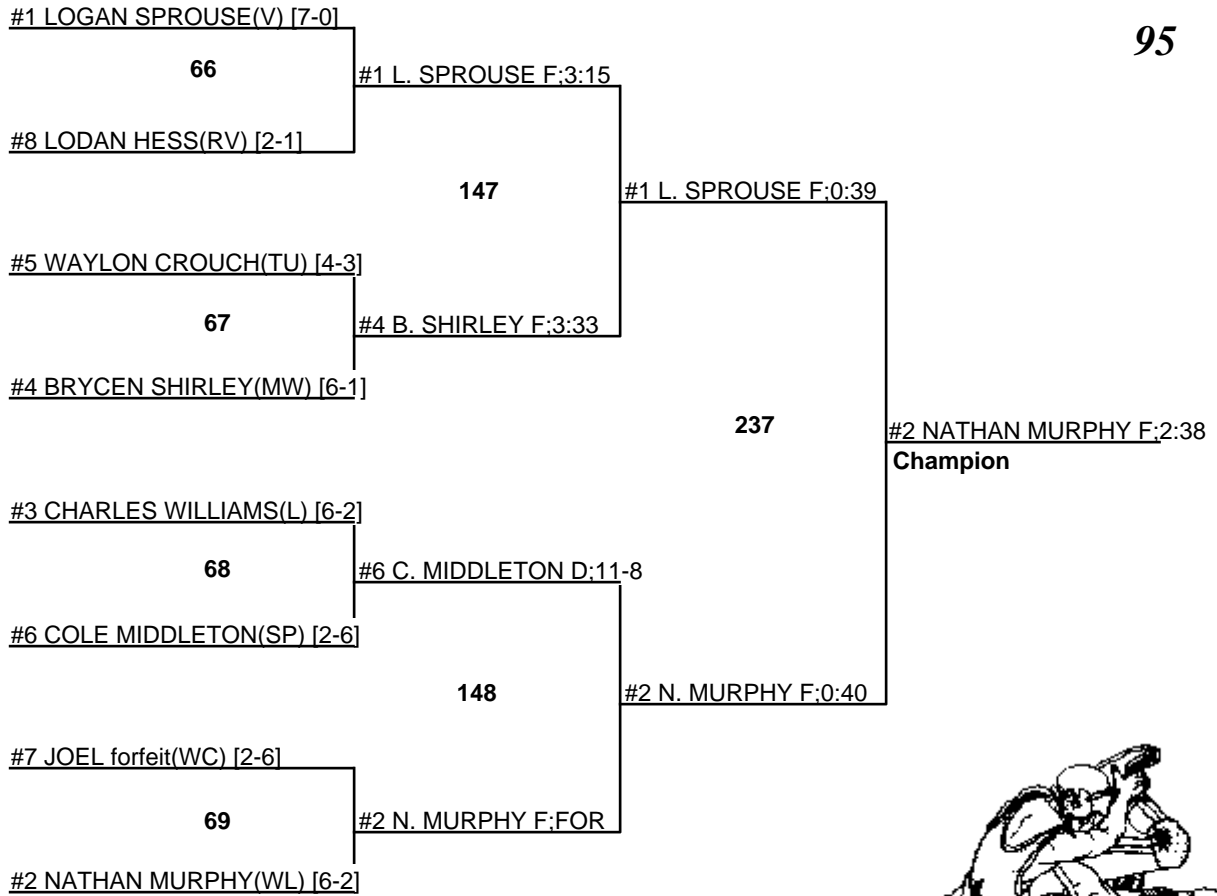 #1 LOGAN SPROUSE(V) [7-0]
95
66
#1 L. SPROUSE F;3:15
#8 LODAN HESS(RV) [2-1]
147
#1 L. SPROUSE F;0:39
#5 WAYLON CROUCH(TU) [4-3]
67
#4 B. SHIRLEY F;3:33
#4 BRYCEN SHIRLEY(MW) [6-1]
237
#2 NATHAN MURPHY F;2:38
Champion
#3 CHARLES WILLIAMS(L) [6-2]
68
#6 C. MIDDLETON D;11-8
#6 COLE MIDDLETON(SP) [2-6]
148
#2 N. MURPHY F;0:40
#7 JOEL forfeit(WC) [2-6]
69
#2 N. MURPHY F;FOR
#2 NATHAN MURPHY(WL) [6-2]